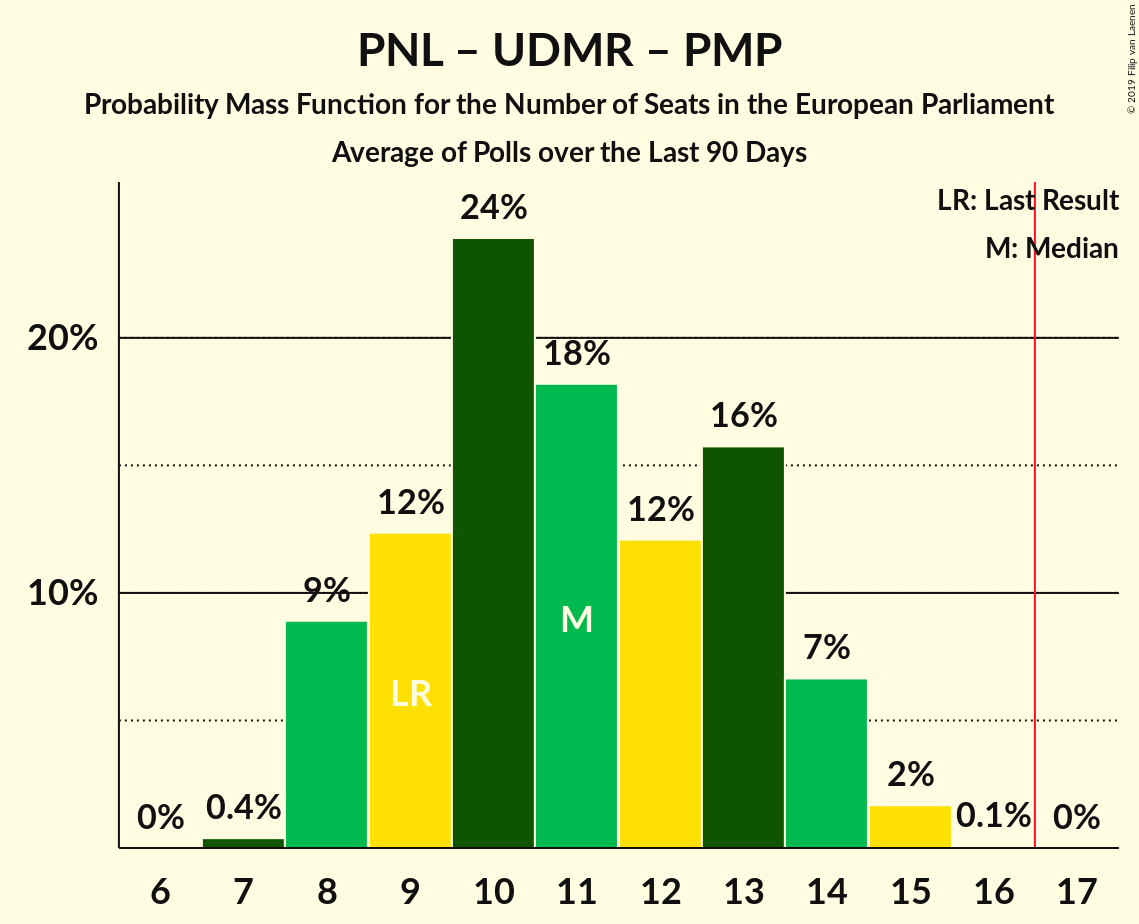 PNL – UDMR – PMP
Probability Mass Function for the Number of Seats in the European Parliament
Average of Polls over the Last 90 Days
© 2019 Filip van Laenen
LR: Last Result
M: Median
24%
20%
18%
16%
12%
12%
10%
9%
M
7%
LR
2%
0%
0.4%
0.1%
0%
6 7 8 9 10 11 12 13 14 15 16 17